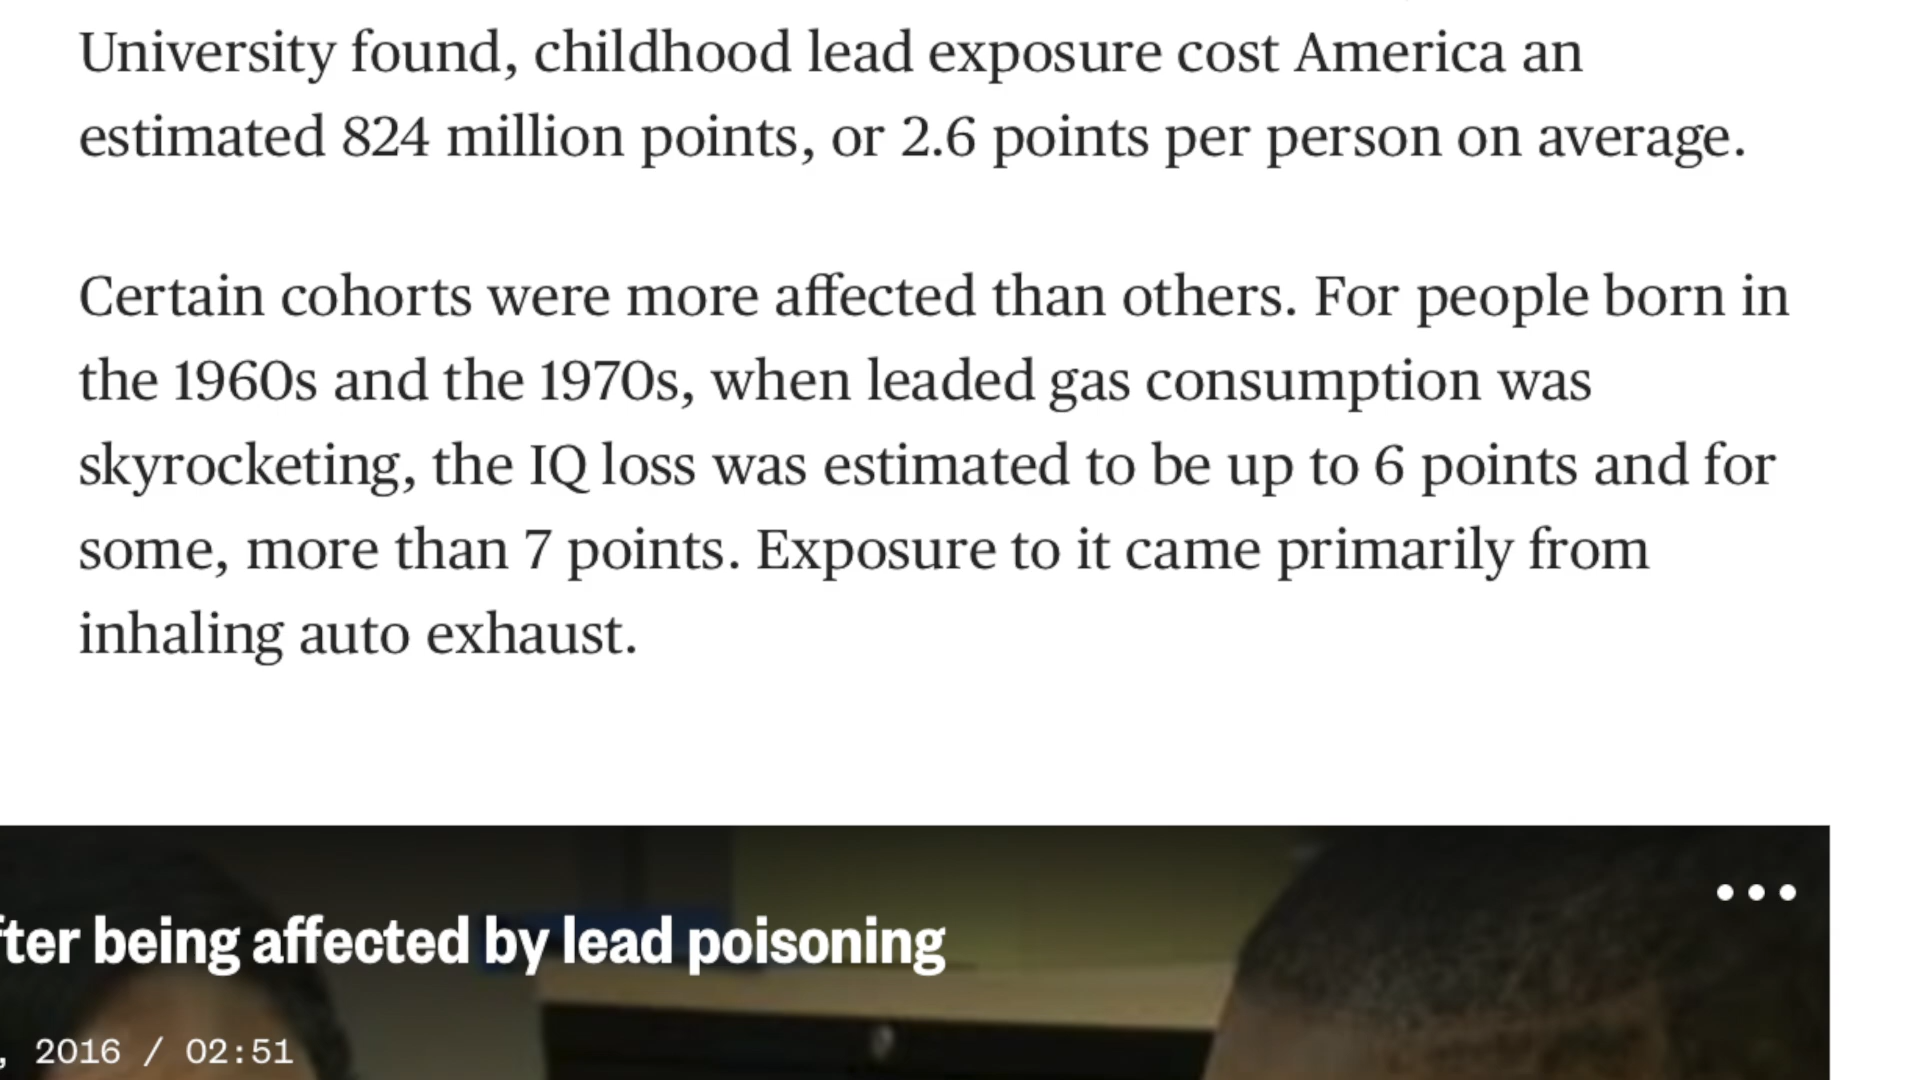 University found, childhood lead exposure cost America an
estimated 824 million points, or 2.6 points per person on average.
Certain cohorts were more affected than others. For people born in
the 1960s and the 1970s, when leaded gas consumption was
skyrocketing, the IQ loss was estimated to be up to 6 points and for
some, more than 7 points. Exposure to it came primarily from
inhaling auto exhaust.
fter being affected by lead poisoning
, 2016 / 02:51